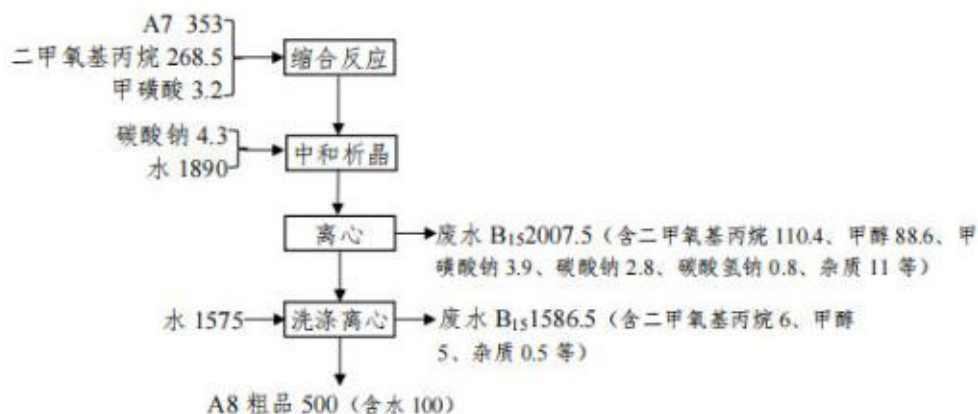 A7 353
二甲氧基丙烷 268.5
甲磺酸 3.2
缩合反应
碳酸钠 4.3
水 1890
中和析晶
离心
废水 B₁₅2007.5（含二甲氧基丙烷 110.4、甲醇 88.6、甲
磺酸钠 3.9、碳酸钠 2.8、碳酸氢钠 0.8、杂质 11 等）
水 1575
洗涤离心
废水 B₁₅1586.5（含二甲氧基丙烷 6、甲醇
5、杂质 0.5 等）
A8 粗品 500（含水 100）